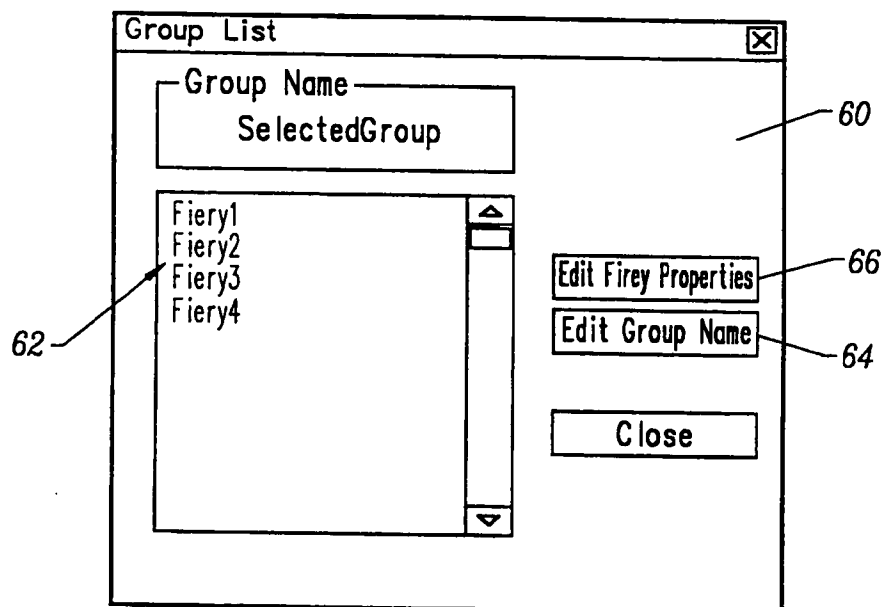 Group List
Group Name
SelectedGroup
60
Fiery1
Fiery2
Fiery3
Fiery4
62
Edit Firey Properties
66
Edit Group Name
64
Close